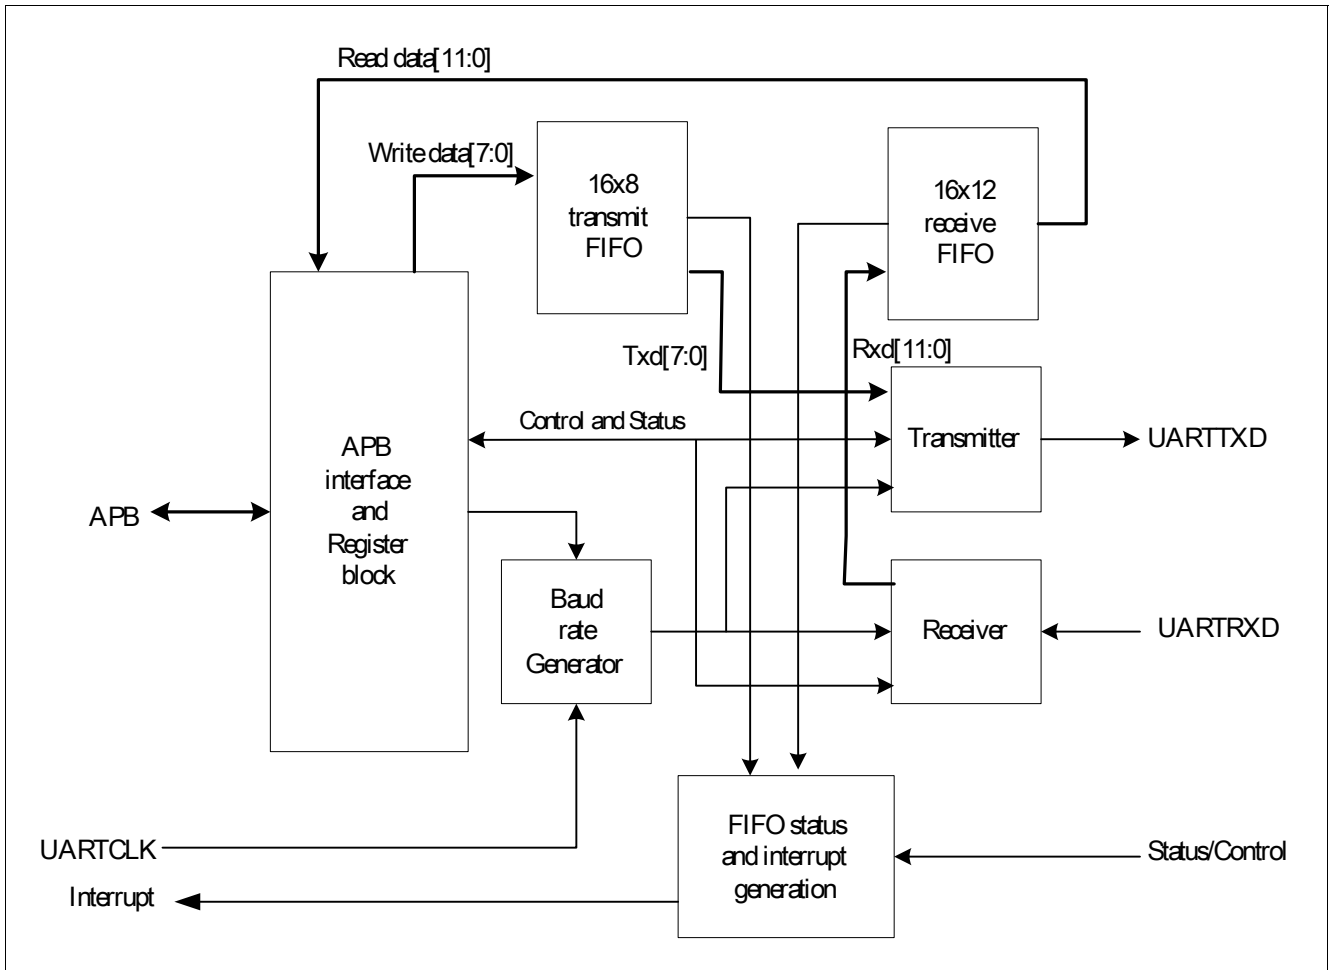 Read data[11:0]
Write data[7:0]
16x8
transmit
FIFO
16x12
receive
FIFO
Txd[7:0]
Rxd[11:0]
Control and Status
APB
interface
and
Register
block
Transmitter
UARTTXD
APB
Baud
rate
Generator
Receiver
UARTRXD
FIFO status
and interrupt
generation
UARTCLK
Status/Control
Interrupt